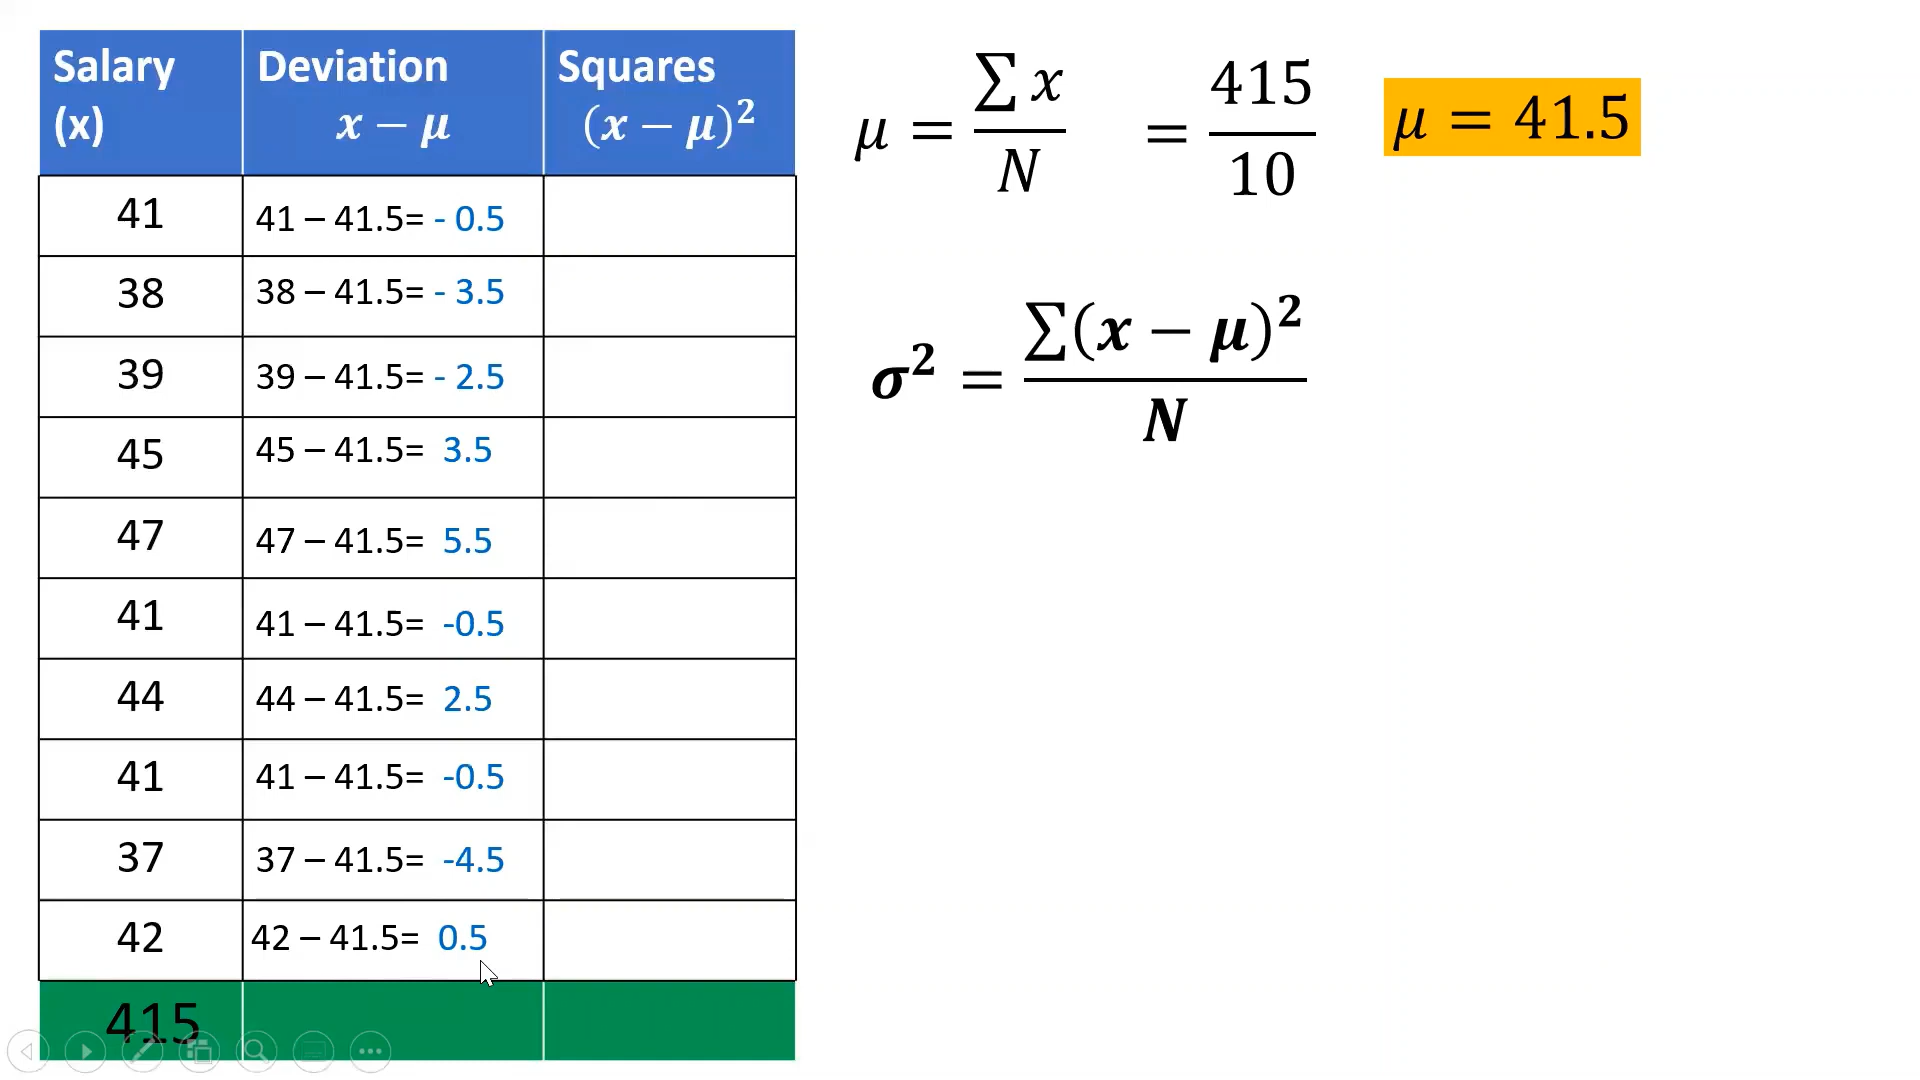 Salary (x) Deviation x − μ Squares (x − μ)²
41 41 – 41.5= - 0.5
38 38 – 41.5= - 3.5
39 39 – 41.5= - 2.5
45 45 – 41.5= 3.5
47 47 – 41.5= 5.5
41 41 – 41.5= -0.5
44 44 – 41.5= 2.5
41 41 – 41.5= -0.5
37 37 – 41.5= -4.5
42 42 – 41.5= 0.5
415
μ = ∑ x / N = 415 / 10
μ = 41.5
σ² = ∑(x − μ)² / N